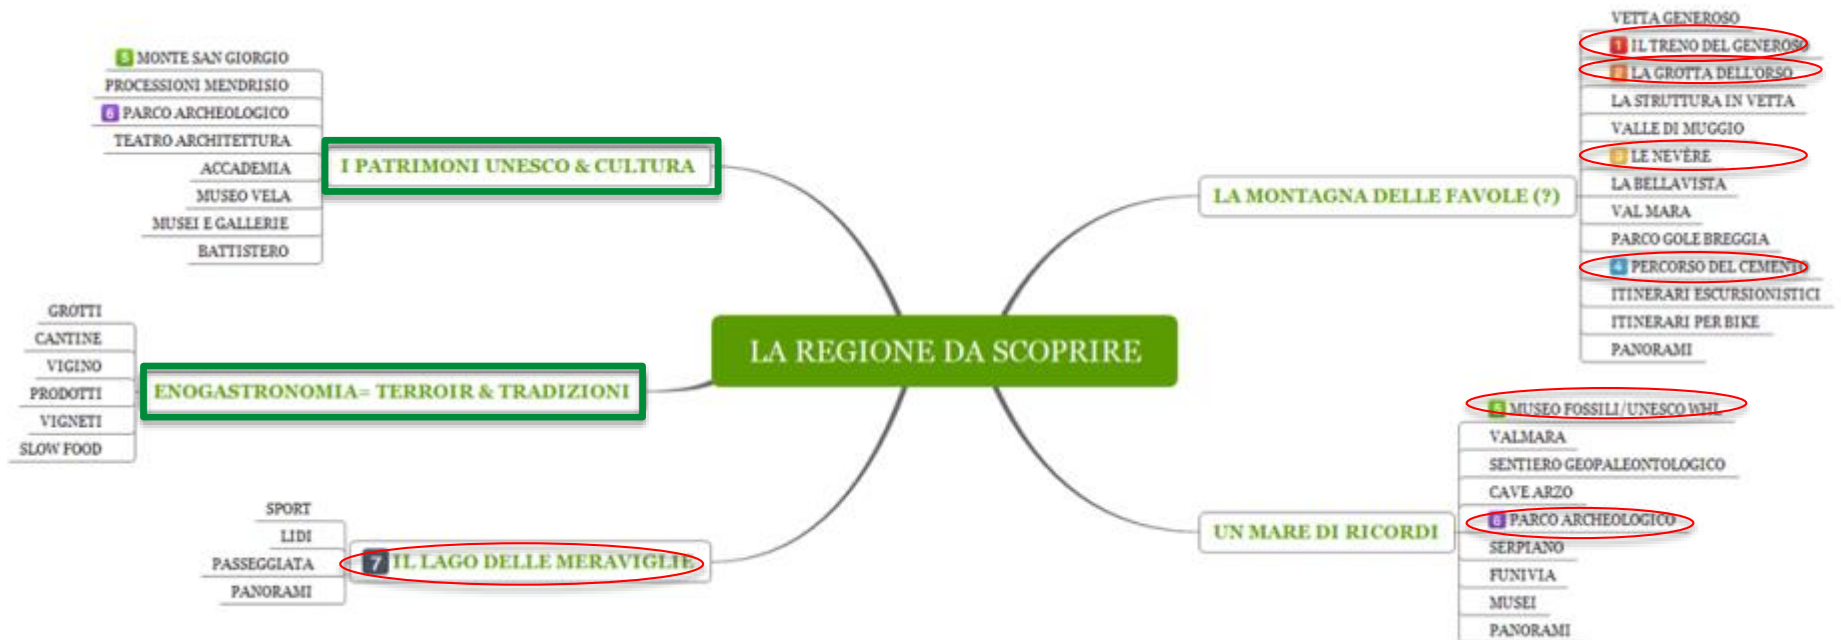 LA REGIONE DA SCOPRIRE
I PATRIMONI UNESCO & CULTURA
5 MONTE SAN GIORGIO
PROCESSIONI MENDRISIO
6 PARCO ARCHEOLOGICO
TEATRO ARCHITETTURA
ACCADEMIA
MUSEO VELA
MUSEI E GALLERIE
BATTISTERO
ENOGASTRONOMIA= TERROIR & TRADIZIONI
GROTTI
CANTINE
VIGINO
PRODOTTI
VIGNETI
SLOW FOOD
7 IL LAGO DELLE MERAVIGLIE
SPORT
LIDI
PASSEGGIATA
PANORAMI
LA MONTAGNA DELLE FAVOLE (?)
VETTA GENEROSO
1 IL TRENO DEL GENEROSO
2 LA GROTTA DELL'ORSO
LA STRUTTURA IN VETTA
VALLE DI MUGGIO
3 LE NEVÈRE
LA BELLAVISTA
VAL MARA
PARCO GOLE BREGGIA
4 PERCORSO DEL CEMENTO
ITINERARI ESCURSIONISTICI
ITINERARI PER BIKE
PANORAMI
UN MARE DI RICORDI
5 MUSEO FOSSILI/UNESCO WHL
VALMARA
SENTIERO GEOPALEONTOLOGICO
CAVE ARZO
6 PARCO ARCHEOLOGICO
SERPIANO
FUNIVIA
MUSEI
PANORAMI